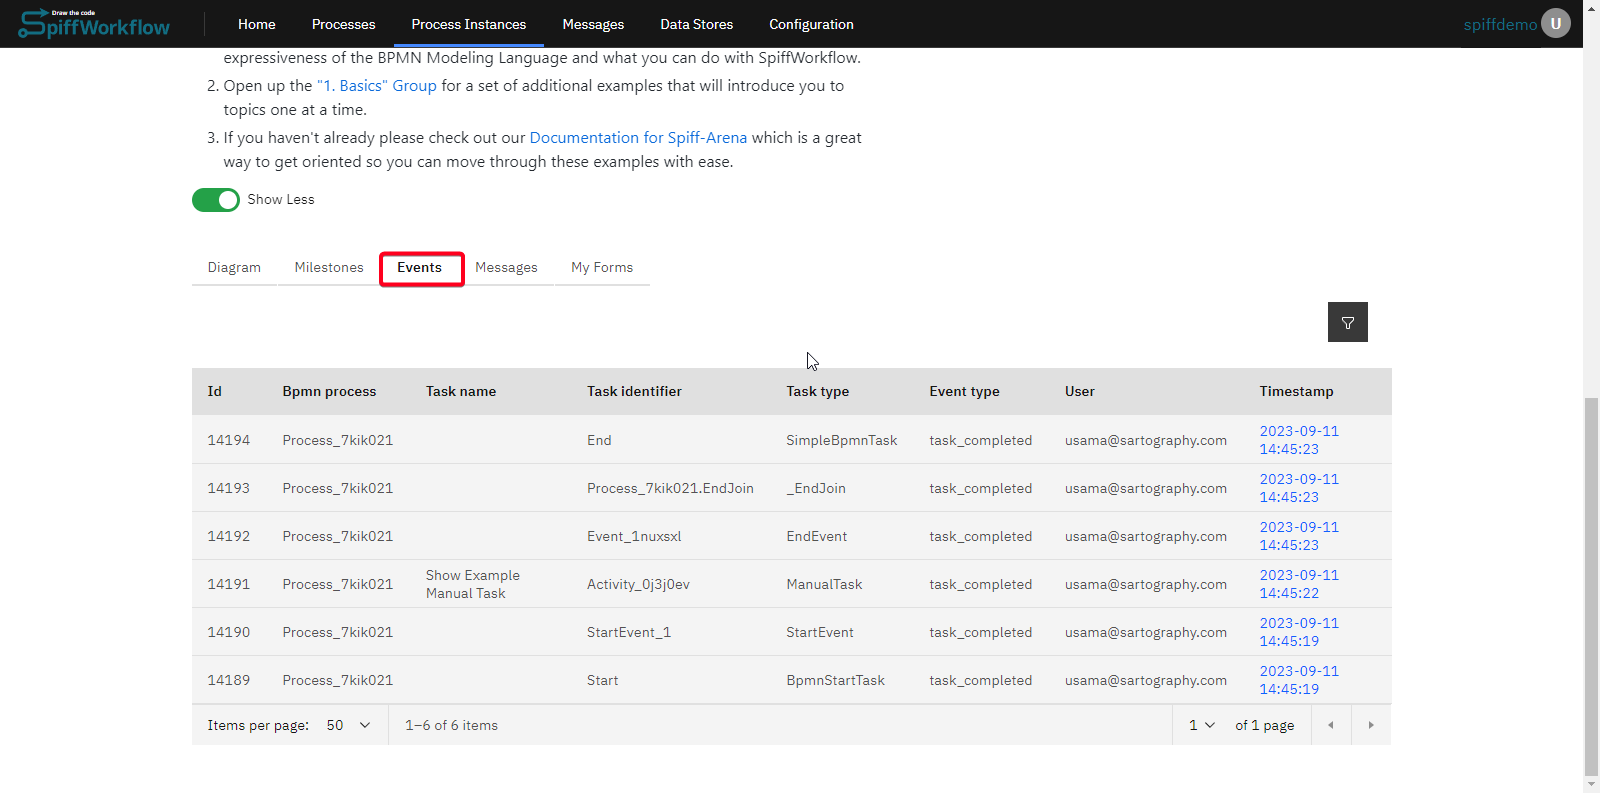 Draw the code
SpiffWorkflow
Home
Processes
Process Instances
Messages
Data Stores
Configuration
spiffdemo
U
expressiveness of the BPMN Modeling Language and what you can do with SpiffWorkflow.
2. Open up the "1. Basics" Group for a set of additional examples that will introduce you to
topics one at a time.
3. If you haven't already please check out our Documentation for Spiff-Arena which is a great
way to get oriented so you can move through these examples with ease.
Show Less
Diagram
Milestones
Events
Messages
My Forms
Id Bpmn process Task name Task identifier Task type Event type User Timestamp
14194 Process_7kik021 End SimpleBpmnTask task_completed usama@sartography.com 2023-09-11
14:45:23
14193 Process_7kik021 Process_7kik021.EndJoin _EndJoin task_completed usama@sartography.com 2023-09-11
14:45:23
14192 Process_7kik021 Event_1nuxsxl EndEvent task_completed usama@sartography.com 2023-09-11
14:45:23
14191 Process_7kik021 Show Example
Manual Task Activity_0j3j0ev ManualTask task_completed usama@sartography.com 2023-09-11
14:45:22
14190 Process_7kik021 StartEvent_1 StartEvent task_completed usama@sartography.com 2023-09-11
14:45:19
14189 Process_7kik021 Start BpmnStartTask task_completed usama@sartography.com 2023-09-11
14:45:19
Items per page: 50
1–6 of 6 items
1 of 1 page